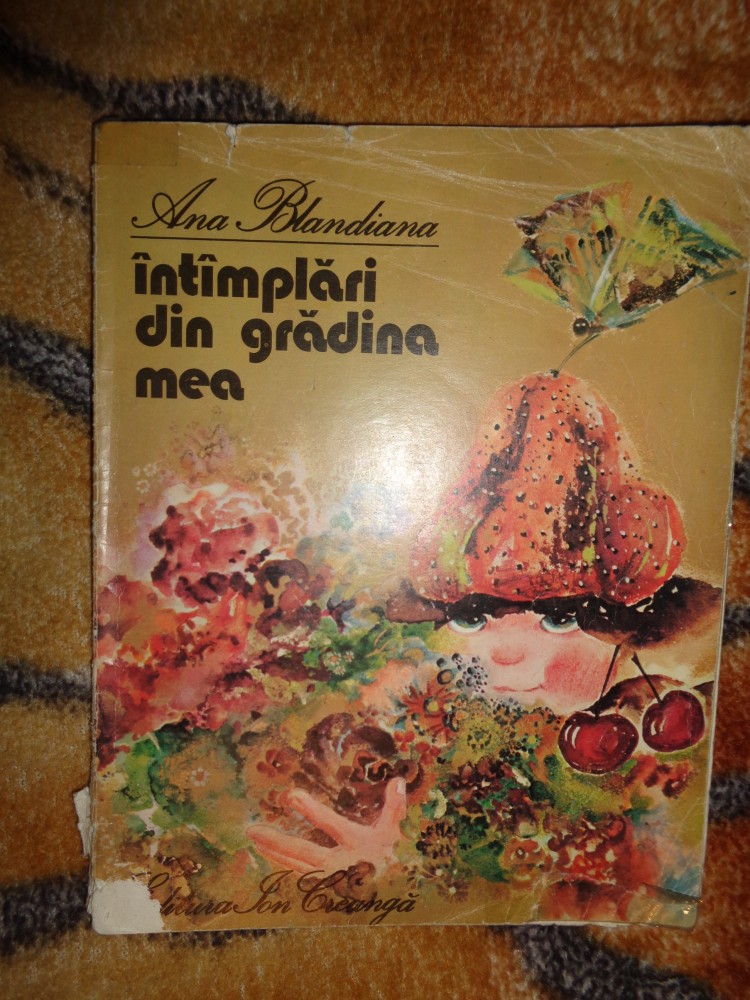 Ana Blandiana
întîmplări
din grădina
mea
Editura Ion Creangă